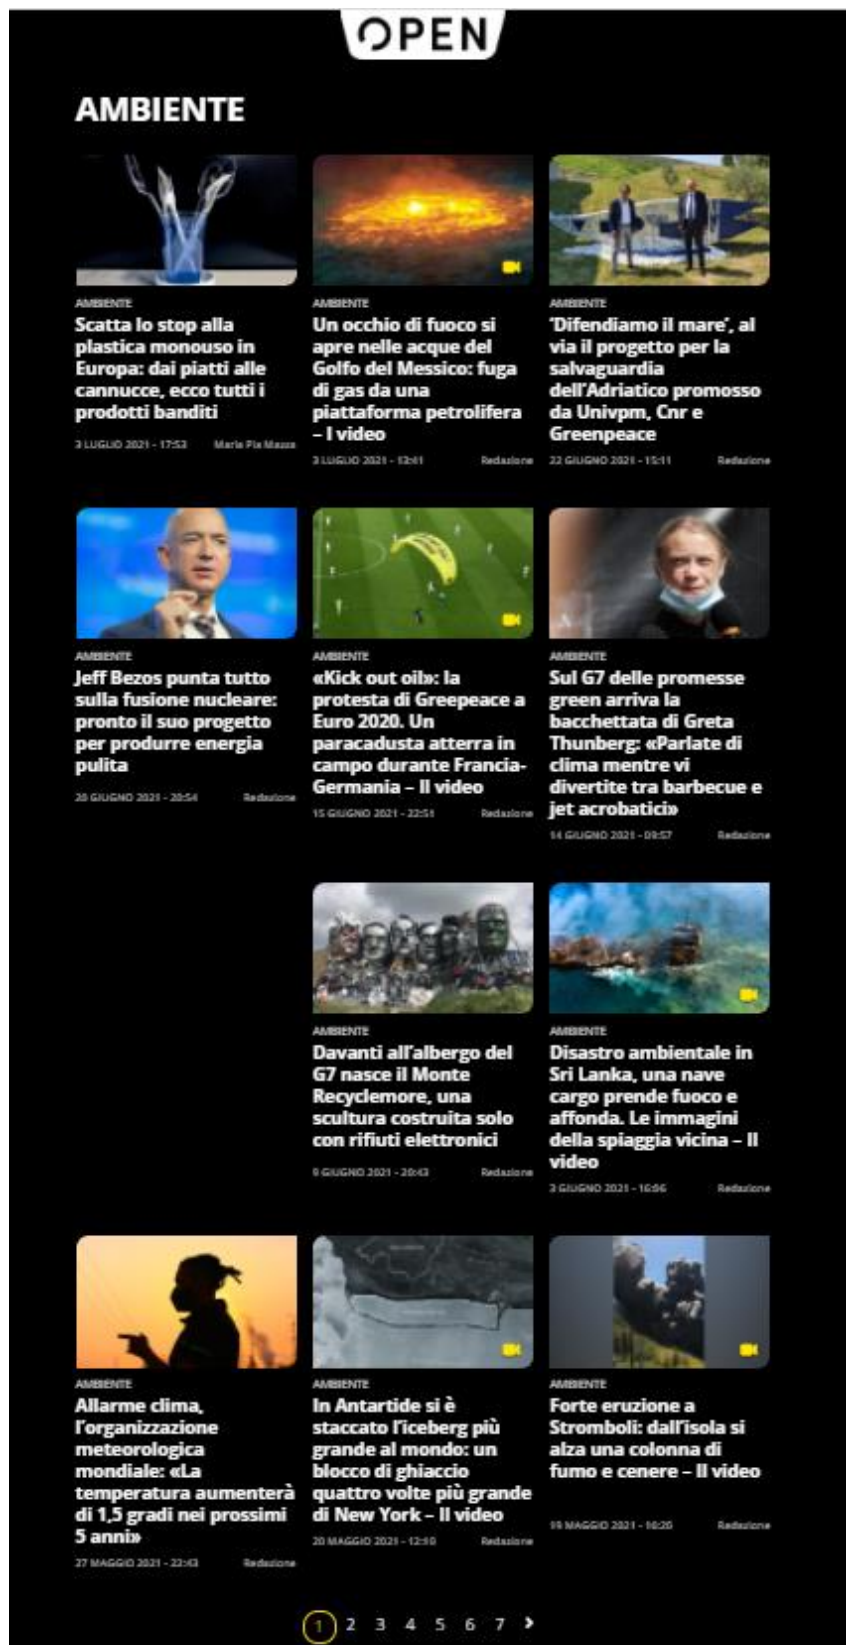 OPEN
AMBIENTE
AMBIENTE
Scatta lo stop alla
plastica monouso in
Europa: dai piatti alle
cannucce, ecco tutti i
prodotti banditi
3 LUGLIO 2021 - 17:53 Maria Pia Mazza
AMBIENTE
Un occhio di fuoco si
apre nelle acque del
Golfo del Messico: fuga
di gas da una
piattaforma petrolifera
– I video
3 LUGLIO 2021 - 13:41 Redazione
AMBIENTE
'Difendiamo il mare', al
via il progetto per la
salvaguardia
dell'Adriatico promosso
da Univpm, Cnr e
Greenpeace
22 GIUGNO 2021 - 15:11 Redazione
AMBIENTE
Jeff Bezos punta tutto
sulla fusione nucleare:
pronto il suo progetto
per produrre energia
pulita
20 GIUGNO 2021 - 20:54 Redazione
AMBIENTE
«Kick out oil»: la
protesta di Greepeace a
Euro 2020. Un
paracadusta atterra in
campo durante Francia-
Germania – Il video
15 GIUGNO 2021 - 22:51 Redazione
AMBIENTE
Sul G7 delle promesse
green arriva la
bacchettata di Greta
Thunberg: «Parlate di
clima mentre vi
divertite tra barbecue e
jet acrobatici»
14 GIUGNO 2021 - 09:57 Redazione
AMBIENTE
Davanti all'albergo del
G7 nasce il Monte
Recyclemore, una
scultura costruita solo
con rifiuti elettronici
9 GIUGNO 2021 - 20:43 Redazione
AMBIENTE
Disastro ambientale in
Sri Lanka, una nave
cargo prende fuoco e
affonda. Le immagini
della spiaggia vicina – Il
video
3 GIUGNO 2021 - 16:06 Redazione
AMBIENTE
Allarme clima,
l'organizzazione
meteorologica
mondiale: «La
temperatura aumenterà
di 1,5 gradi nei prossimi
5 anni»
27 MAGGIO 2021 - 22:43 Redazione
AMBIENTE
In Antartide si è
staccato l'iceberg più
grande al mondo: un
blocco di ghiaccio
quattro volte più grande
di New York – Il video
20 MAGGIO 2021 - 12:10 Redazione
AMBIENTE
Forte eruzione a
Stromboli: dall'isola si
alza una colonna di
fumo e cenere – Il video
19 MAGGIO 2021 - 16:26 Redazione
1 2 3 4 5 6 7